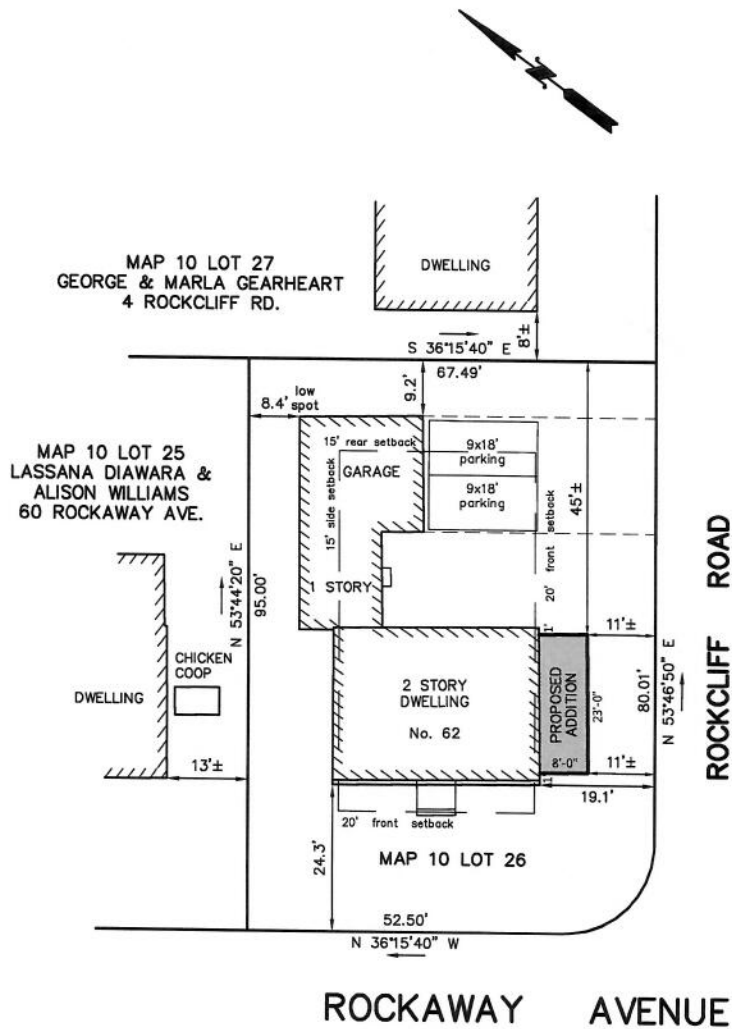 MAP 10 LOT 27
GEORGE & MARLA GEARHEART
4 ROCKCLIFF RD.
DWELLING
8'±
S 36°15'40" E
67.49'
9.2'
low
spot
8.4'
MAP 10 LOT 25
LASSANA DIAWARA &
ALISON WILLIAMS
60 ROCKAWAY AVE.
15' rear setback
GARAGE
15' side setback
9x18'
parking
9x18'
parking
20' front setback
45'±
1 STORY
N 53°44'20" E
95.00'
CHICKEN
COOP
DWELLING
13'±
2 STORY
DWELLING
No. 62
1'
PROPOSED
ADDITION
23'-0"
8'-0"
1'
11'±
11'±
19.1'
80.01'
N 53°46'50" E
ROCKCLIFF ROAD
20' front setback
24.3'
MAP 10 LOT 26
52.50'
N 36°15'40" W
ROCKAWAY AVENUE